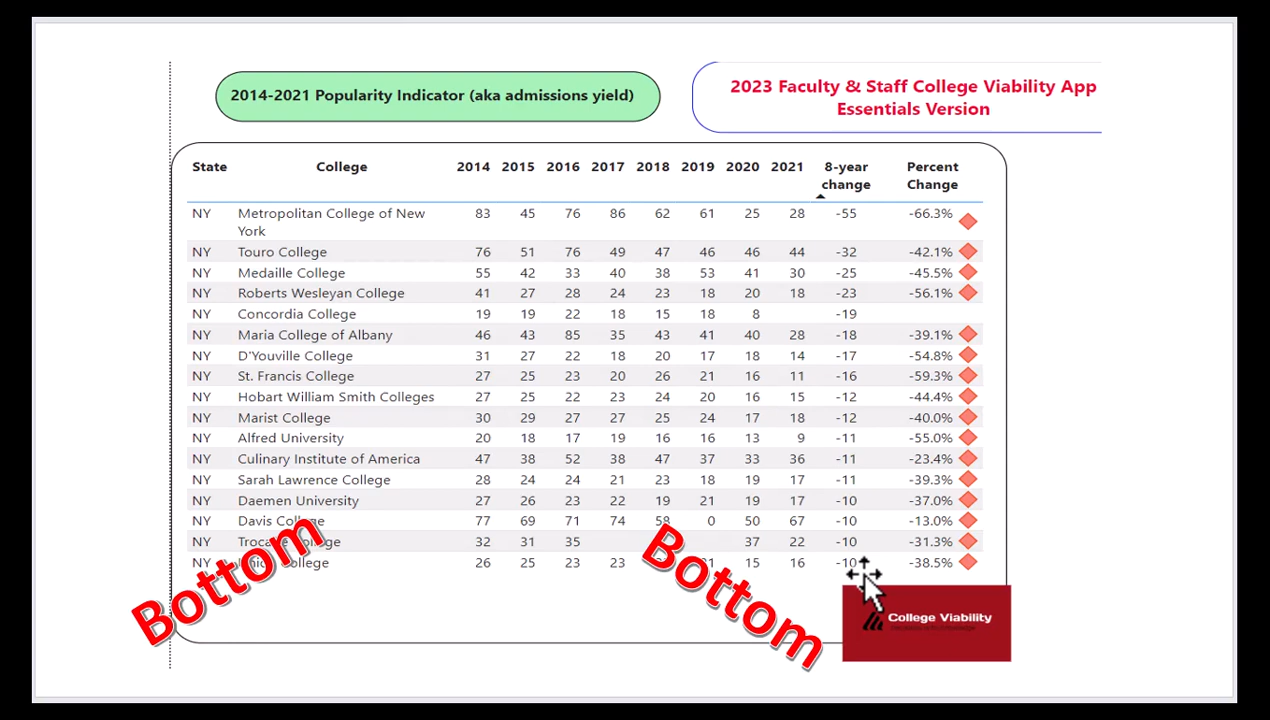 2014-2021 Popularity Indicator (aka admissions yield)
2023 Faculty & Staff College Viability App
Essentials Version
State College 2014 2015 2016 2017 2018 2019 2020 2021 8-year change Percent Change
NY Metropolitan College of New York 83 45 76 86 62 61 25 28 -55 -66.3%
NY Touro College 76 51 76 49 47 46 46 44 -32 -42.1%
NY Medaille College 55 42 33 40 38 53 41 30 -25 -45.5%
NY Roberts Wesleyan College 41 27 28 24 23 18 20 18 -23 -56.1%
NY Concordia College 19 19 22 18 15 18 8 -19
NY Maria College of Albany 46 43 85 35 43 41 40 28 -18 -39.1%
NY D'Youville College 31 27 22 18 20 17 18 14 -17 -54.8%
NY St. Francis College 27 25 23 20 26 21 16 11 -16 -59.3%
NY Hobart William Smith Colleges 27 25 22 23 24 20 16 15 -12 -44.4%
NY Marist College 30 29 27 27 25 24 17 18 -12 -40.0%
NY Alfred University 20 18 17 19 16 16 13 9 -11 -55.0%
NY Culinary Institute of America 47 38 52 38 47 37 33 36 -11 -23.4%
NY Sarah Lawrence College 28 24 24 21 23 18 19 17 -11 -39.3%
NY Daemen University 27 26 23 22 19 21 19 17 -10 -37.0%
NY Davis College 77 69 71 74 58 0 50 67 -10 -13.0%
NY 32 31 35 37 22 -10 -31.3%
NY College 26 25 23 23 15 16 -10 -38.5%
Bottom
Bottom
College Viability